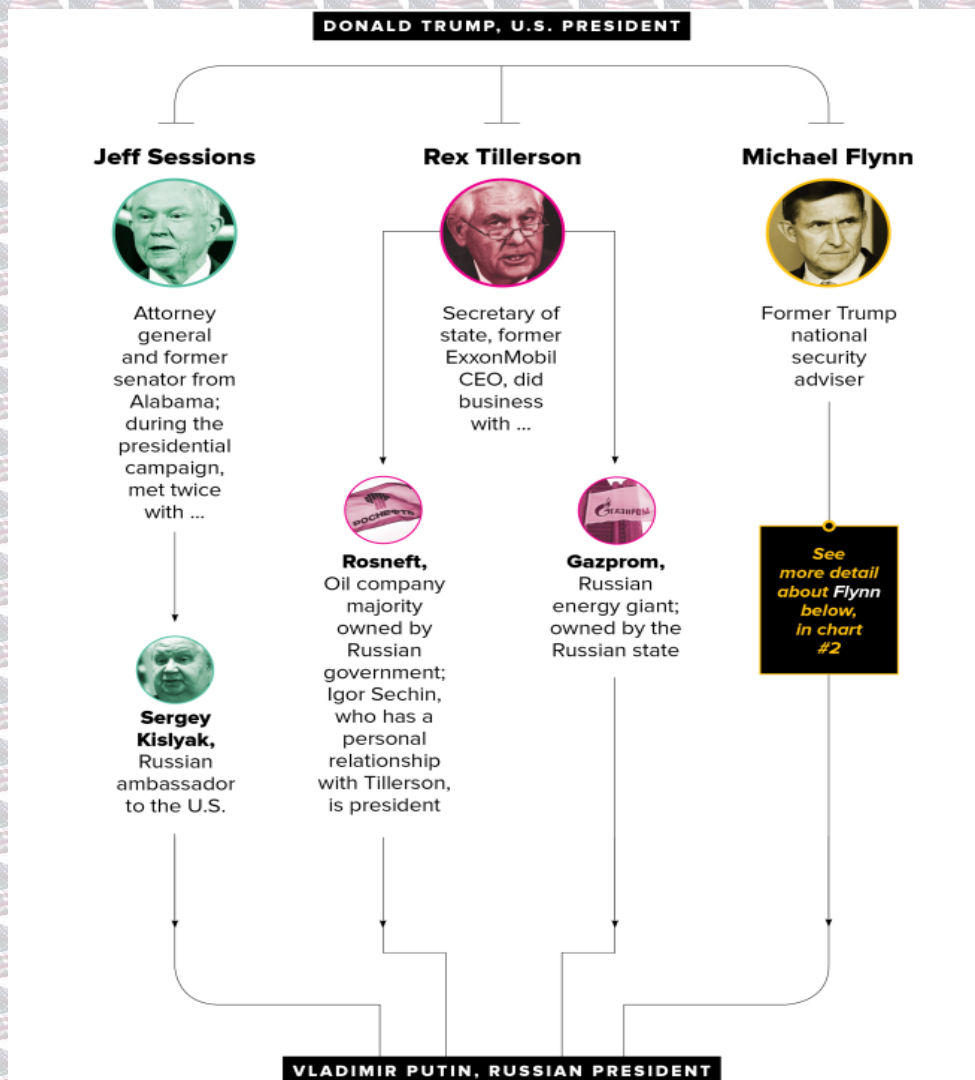 DONALD TRUMP, U.S. PRESIDENT
Jeff Sessions
Attorney
general
and former
senator from
Alabama;
during the
presidential
campaign,
met twice
with ...
Sergey
Kislyak,
Russian
ambassador
to the U.S.
Rex Tillerson
Secretary of
state, former
ExxonMobil
CEO, did
business
with ...
РОСНЕФТЬ
Rosneft,
Oil company
majority
owned by
Russian
government;
Igor Sechin,
who has a
personal
relationship
with Tillerson,
is president
ГАЗПРОМ
Gazprom,
Russian
energy giant;
owned by the
Russian state
Michael Flynn
Former Trump
national
security
adviser
See
more detail
about Flynn
below,
in chart
#2
VLADIMIR PUTIN, RUSSIAN PRESIDENT